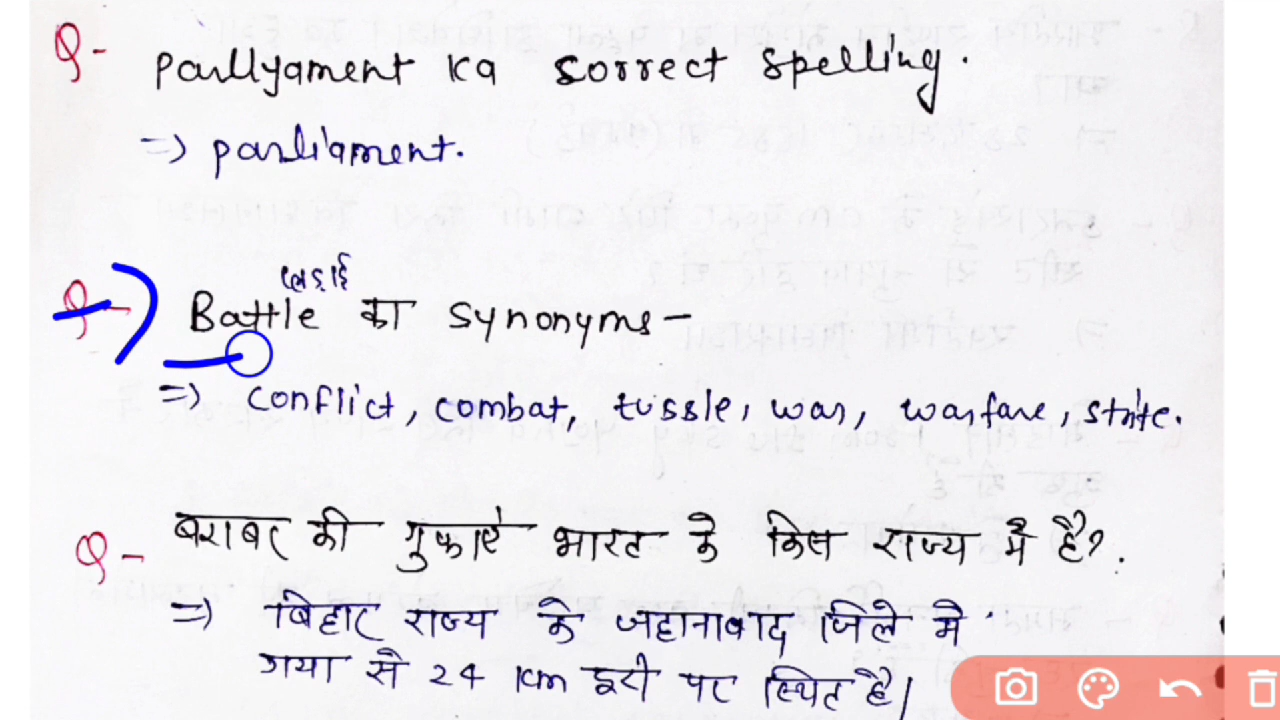 Q- Parllyament ka correct spelling.
=) parliament.
लड़ाई
Q- Battle का synonyms -
=) conflict, combat, tussle, war, warfare, strife.
Q- बराबर की गुफाएं भारत के किस राज्य में है?.
=) बिहार राज्य के जहानाबाद जिले में
गया से 24 km दूरी पर स्थित है।